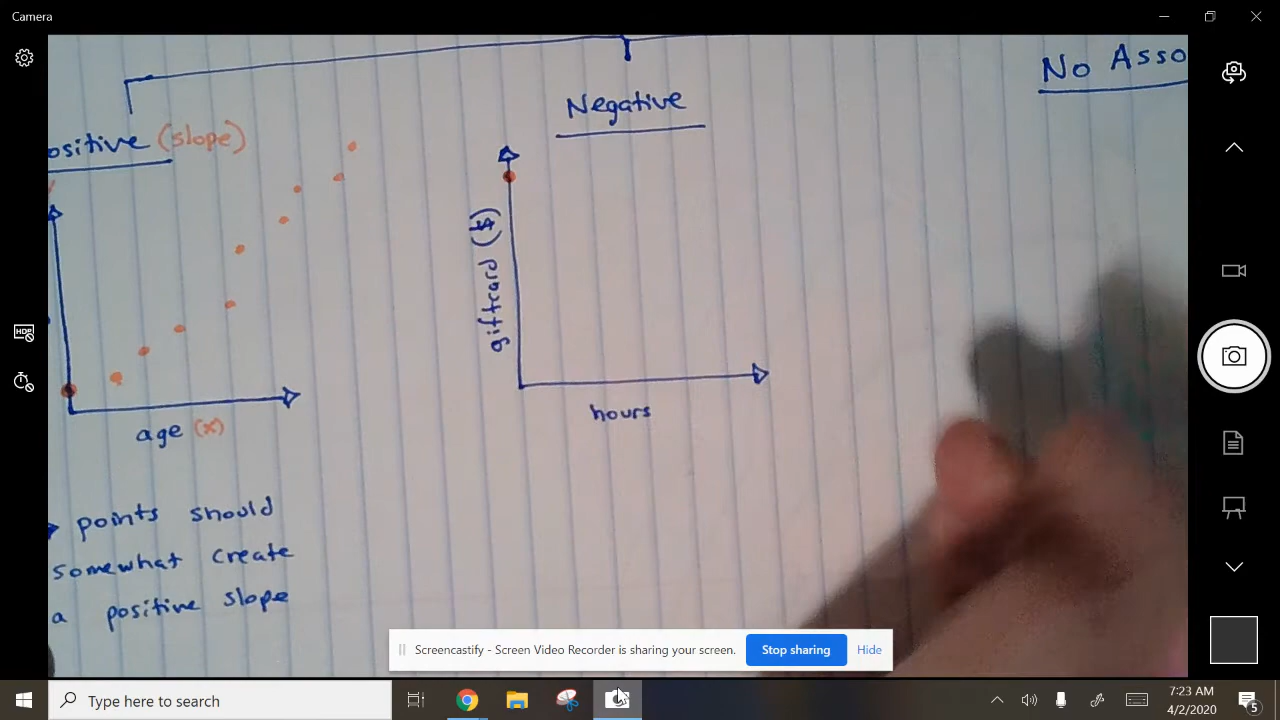 Camera
No Asso
Negative
ositive (slope)
giftcard ($)
hours
age (x)
points should
somewhat create
a positive slope
Screencastify - Screen Video Recorder is sharing your screen.
Stop sharing
Hide
Type here to search
7:23 AM
4/2/2020
5